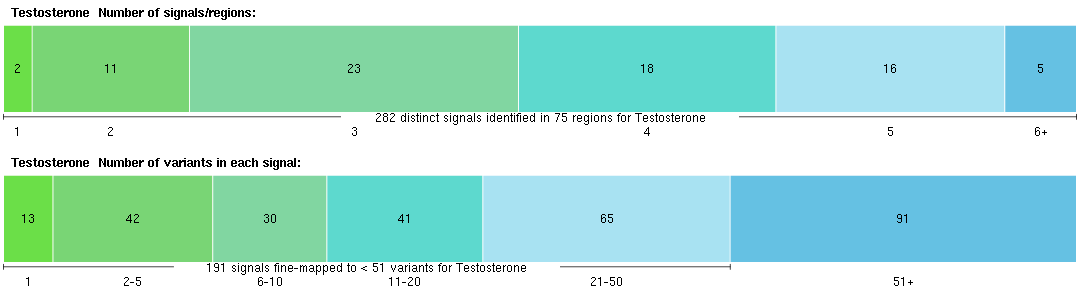 Testosterone Number of signals/regions:
2 11 23 18 16 5
282 distinct signals identified in 75 regions for Testosterone
1 2 3 4 5 6+
Testosterone Number of variants in each signal:
13 42 30 41 65 91
191 signals fine-mapped to < 51 variants for Testosterone
1 2-5 6-10 11-20 21-50 51+